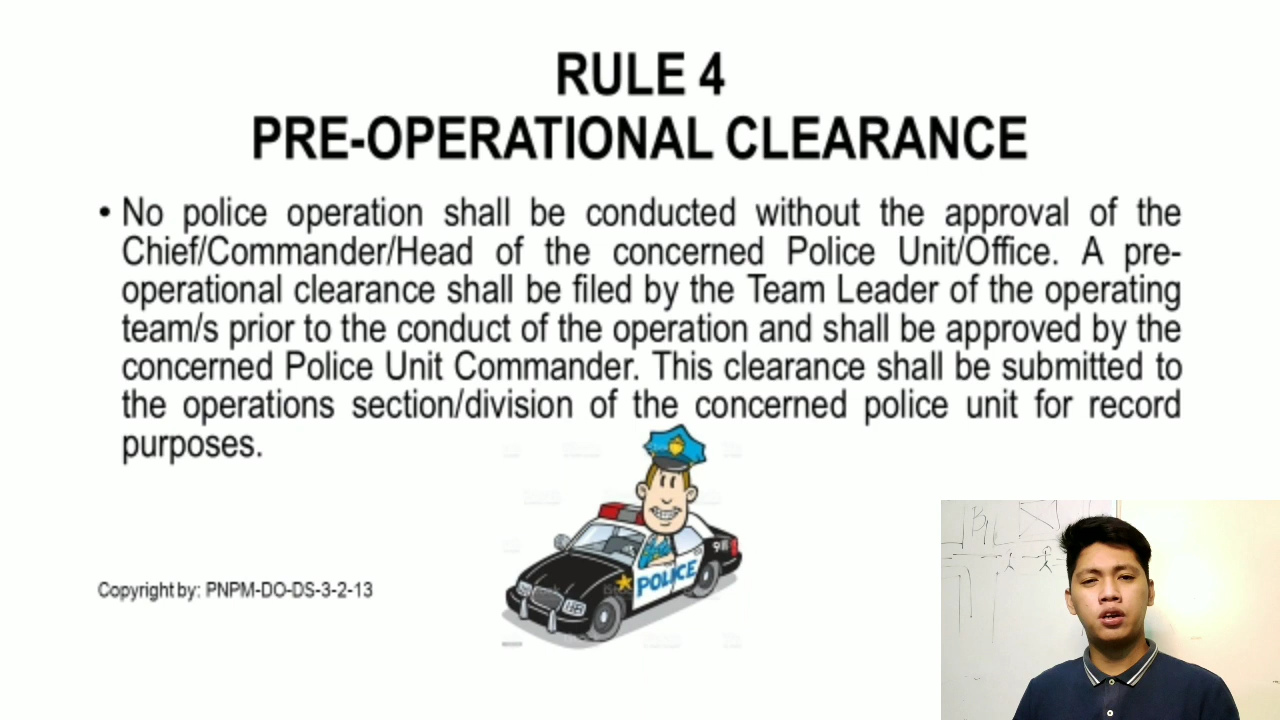 RULE 4
PRE-OPERATIONAL CLEARANCE
• No police operation shall be conducted without the approval of the
Chief/Commander/Head of the concerned Police Unit/Office. A pre-
operational clearance shall be filed by the Team Leader of the operating
team/s prior to the conduct of the operation and shall be approved by the
concerned Police Unit Commander. This clearance shall be submitted to
the operations section/division of the concerned police unit for record
purposes.
911
POLICE
Copyright by: PNPM-DO-DS-3-2-13